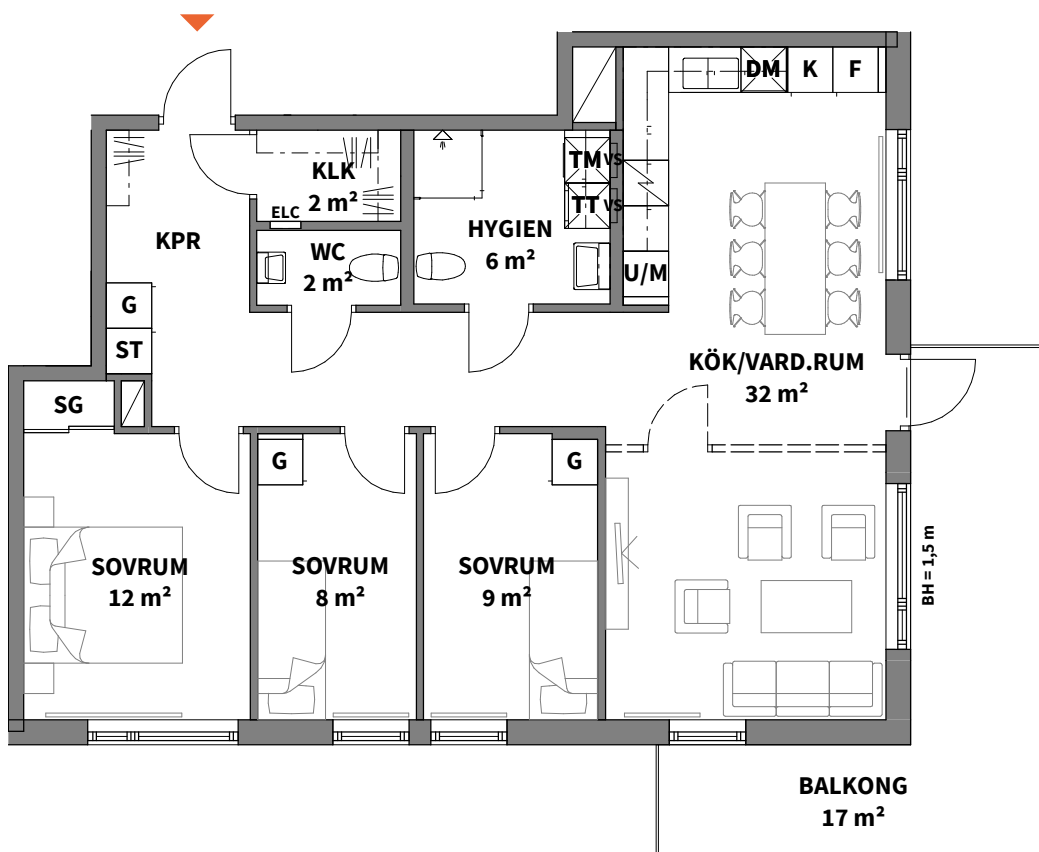 DM
K
F
TM
VS
KLK
2 m²
TT
VS
ELC
HYGIEN
6 m²
KPR
WC
2 m²
U/M
G
ST
KÖK/VARD.RUM
32 m²
SG
G
G
SOVRUM
12 m²
SOVRUM
8 m²
SOVRUM
9 m²
BH = 1,5 m
BALKONG
17 m²